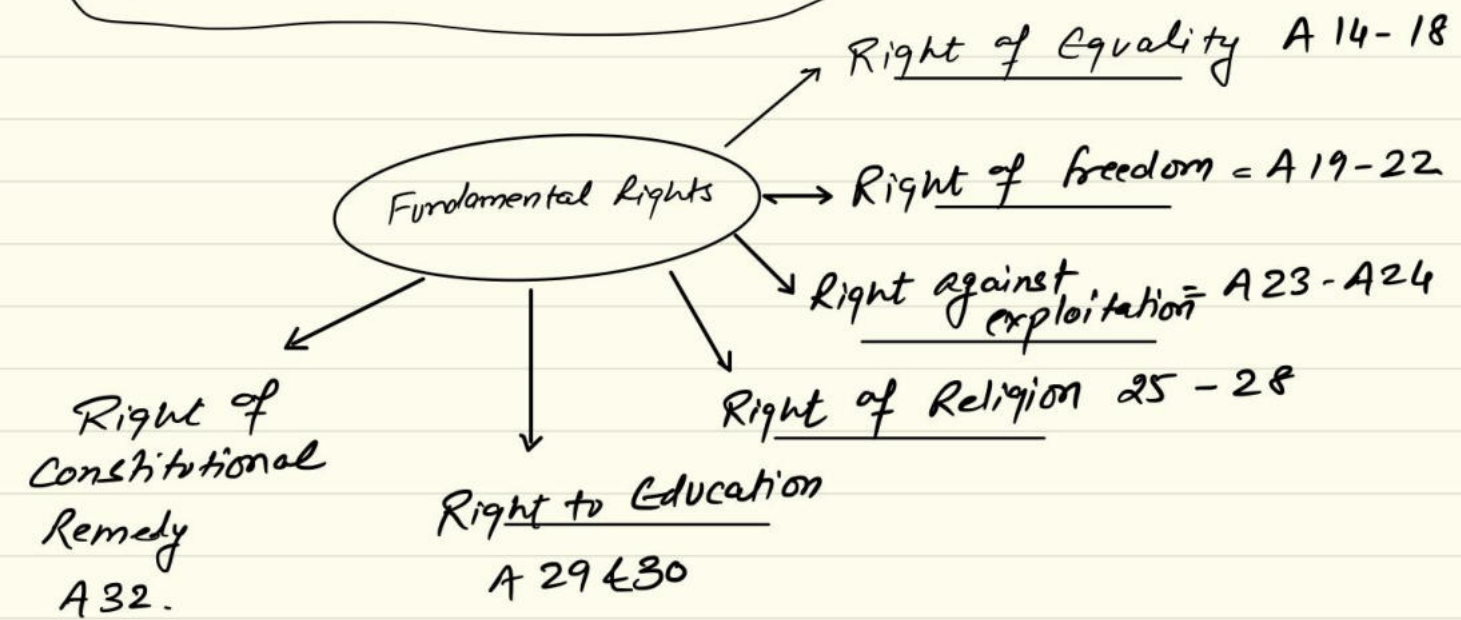 Right of Equality A 14-18
Fundamental Rights
Right of freedom = A 19-22
Right against
exploitation = A23-A24
Right of Religion 25-28
Right of
Constitutional
Remedy
A32.
Right to Education
A 29 & 30